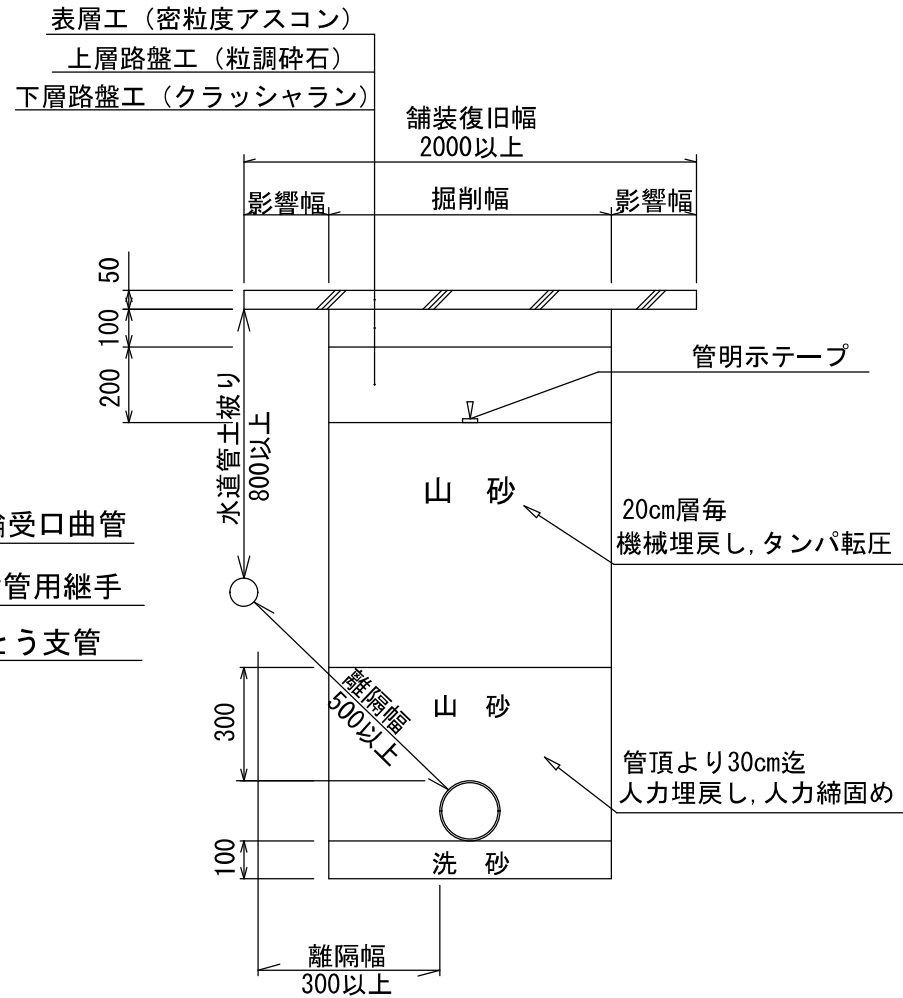 表層工（密粒度アスコン）
上層路盤工（粒調砕石）
下層路盤工（クラッシャラン）
舗装復旧幅
2000以上
影響幅
掘削幅
影響幅
50
100
200
水道管土被り
800以上
管明示テープ
山 砂
20cm層毎
機械埋戻し,タンパ転圧
受口曲管
管用継手
とう支管
離隔幅
500以上
300
山 砂
管頂より30cm迄
人力埋戻し,人力締固め
100
洗 砂
離隔幅
300以上